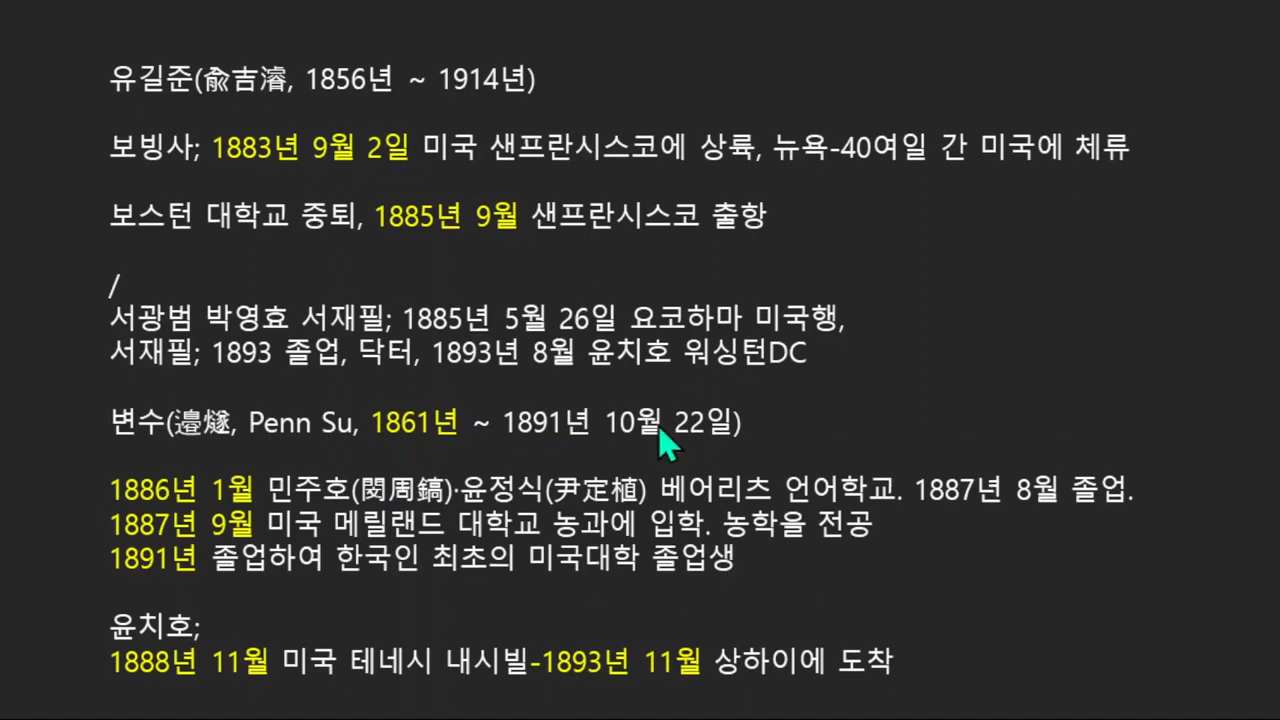 유길준(兪吉濬, 1856년 ~ 1914년)
보빙사; 1883년 9월 2일 미국 샌프란시스코에 상륙, 뉴욕-40여일 간 미국에 체류
보스턴 대학교 중퇴, 1885년 9월 샌프란시스코 출항
/
서광범 박영효 서재필; 1885년 5월 26일 요코하마 미국행,
서재필; 1893 졸업, 닥터, 1893년 8월 윤치호 워싱턴DC
변수(邊燧, Penn Su, 1861년 ~ 1891년 10월 22일)
1886년 1월 민주호(閔周鎬)·윤정식(尹定植) 베어리츠 언어학교. 1887년 8월 졸업.
1887년 9월 미국 메릴랜드 대학교 농과에 입학. 농학을 전공
1891년 졸업하여 한국인 최초의 미국대학 졸업생
윤치호;
1888년 11월 미국 테네시 내시빌-1893년 11월 상하이에 도착